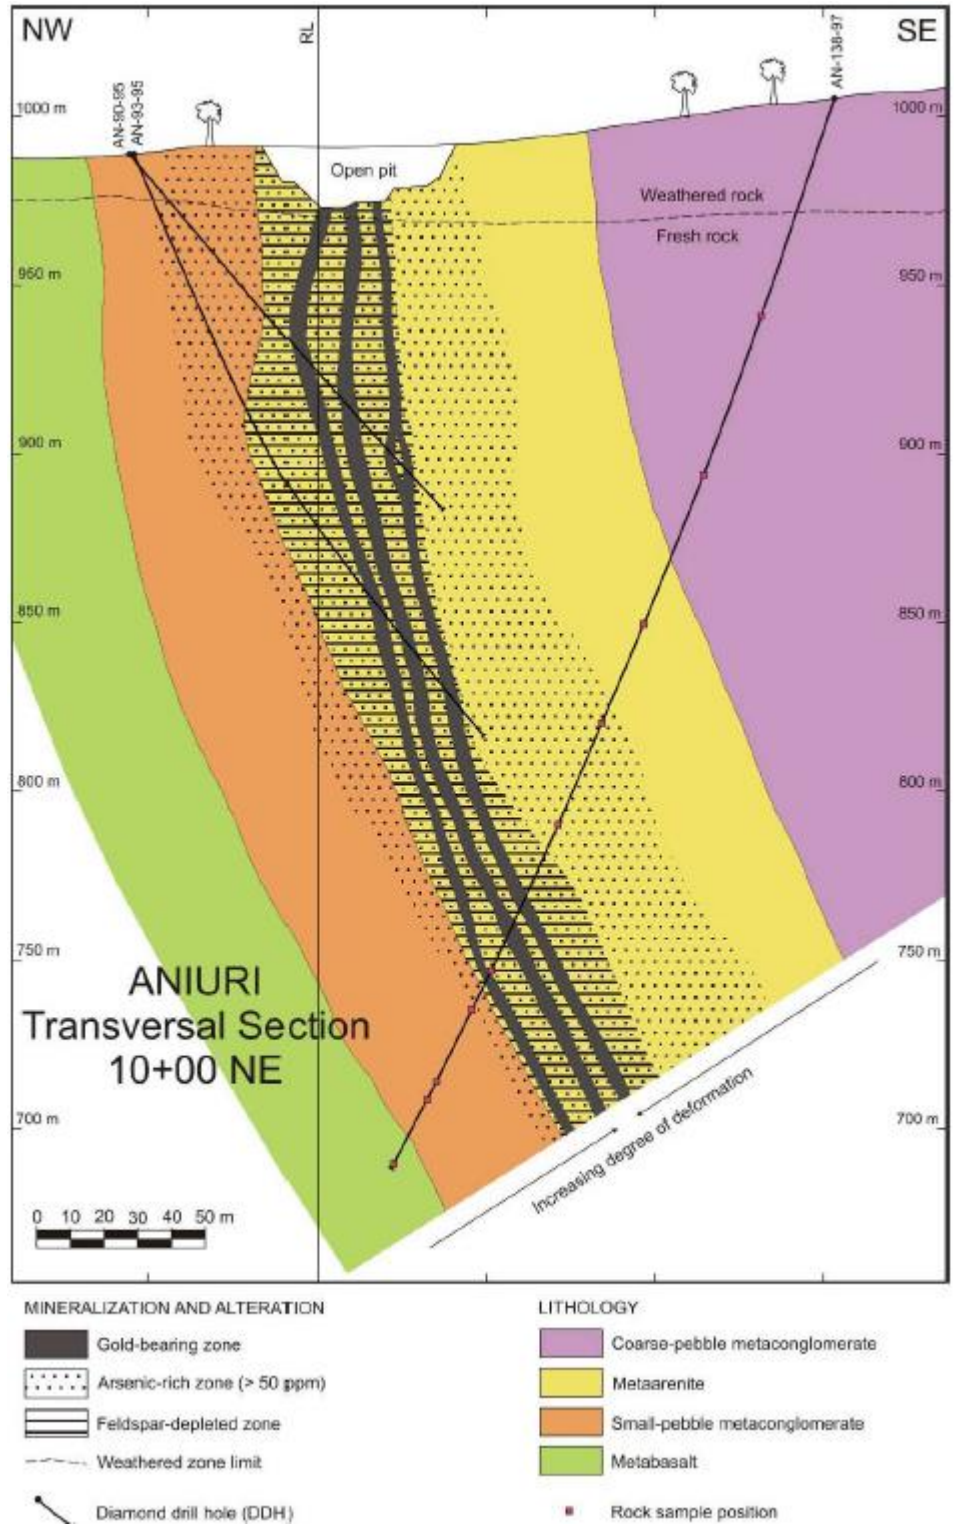 NW
RL
SE
AN-90-95
AN-93-95
AN-136-97
1000 m
1000 m
Open pit
Weathered rock
Fresh rock
950 m
950 m
900 m
900 m
850 m
850 m
800 m
800 m
750 m
750 m
ANIURI
Transversal Section
10+00 NE
700 m
700 m
Increasing degree of deformation
0 10 20 30 40 50 m
MINERALIZATION AND ALTERATION
Gold-bearing zone
Arsenic-rich zone (> 50 ppm)
Feldspar-depleted zone
Weathered zone limit
Diamond drill hole (DDH)
LITHOLOGY
Coarse-pebble metaconglomerate
Metaarenite
Small-pebble metaconglomerate
Metabasalt
Rock sample position